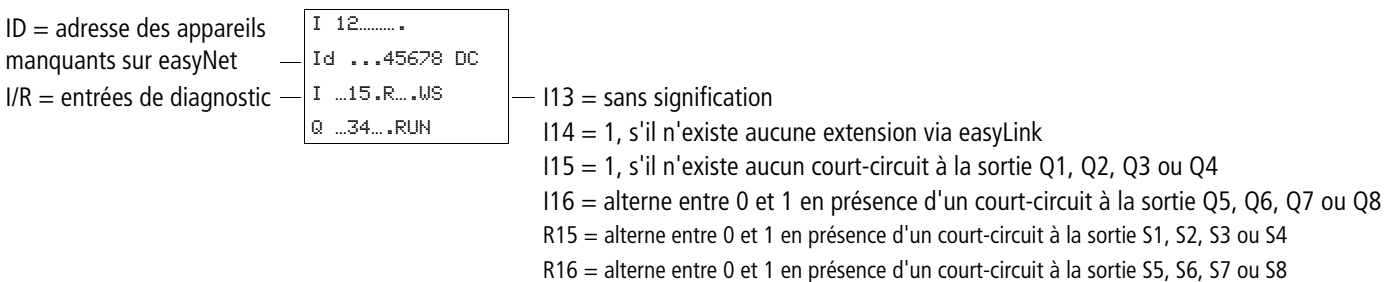 ID = adresse des appareils
manquants sur easyNet
I/R = entrées de diagnostic
I 12.........
Id ...45678 DC
I ...15.R....WS
Q ...34....RUN
I13 = sans signification
I14 = 1, s'il n'existe aucune extension via easyLink
I15 = 1, s'il n'existe aucun court-circuit à la sortie Q1, Q2, Q3 ou Q4
I16 = alterne entre 0 et 1 en présence d'un court-circuit à la sortie Q5, Q6, Q7 ou Q8
R15 = alterne entre 0 et 1 en présence d'un court-circuit à la sortie S1, S2, S3 ou S4
R16 = alterne entre 0 et 1 en présence d'un court-circuit à la sortie S5, S6, S7 ou S8